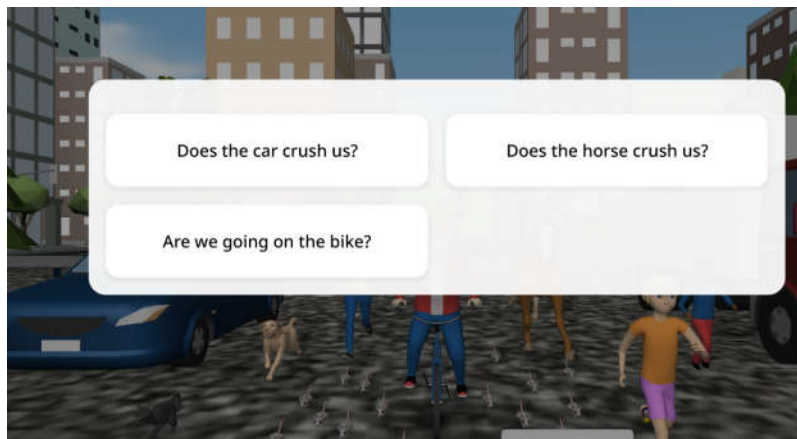 Does the car crush us?
Does the horse crush us?
Are we going on the bike?